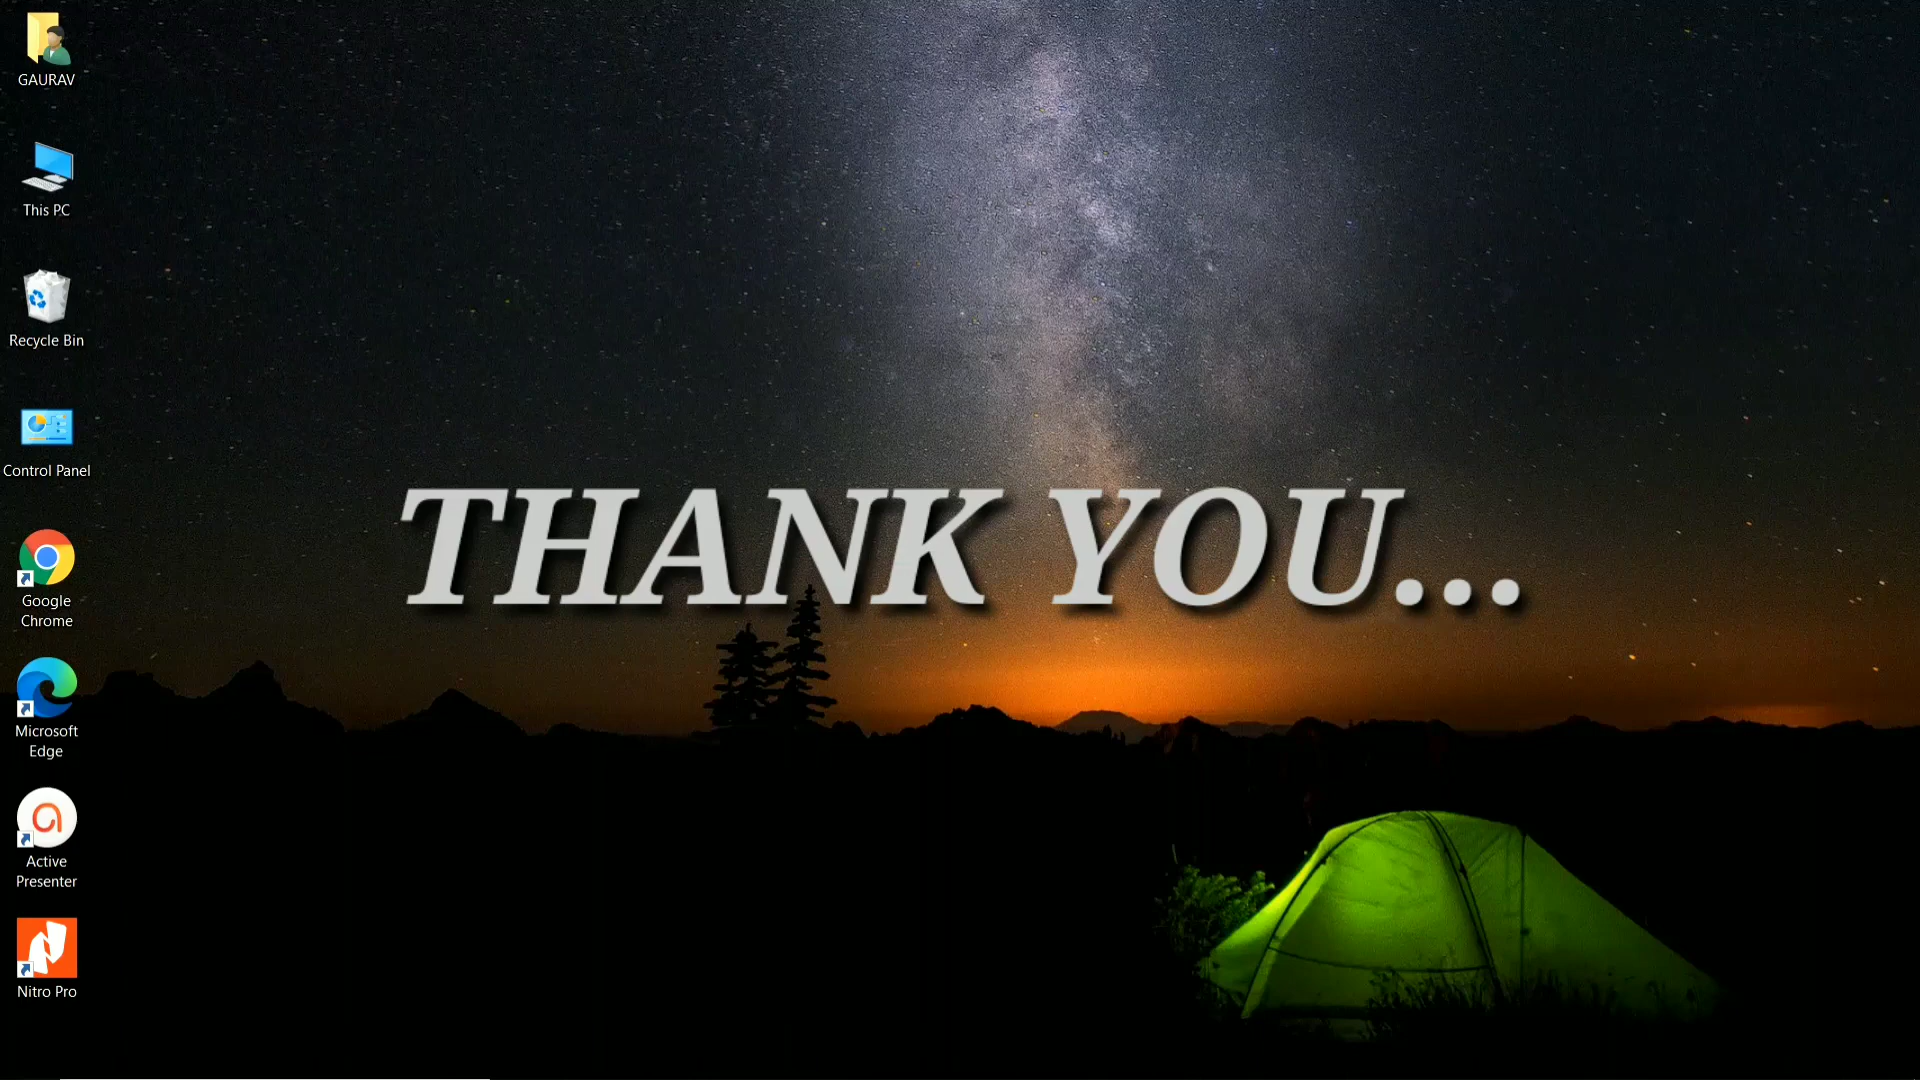 GAURAV
This PC
Recycle Bin
Control Panel
Google
Chrome
Microsoft
Edge
Active
Presenter
Nitro Pro
THANK YOU...